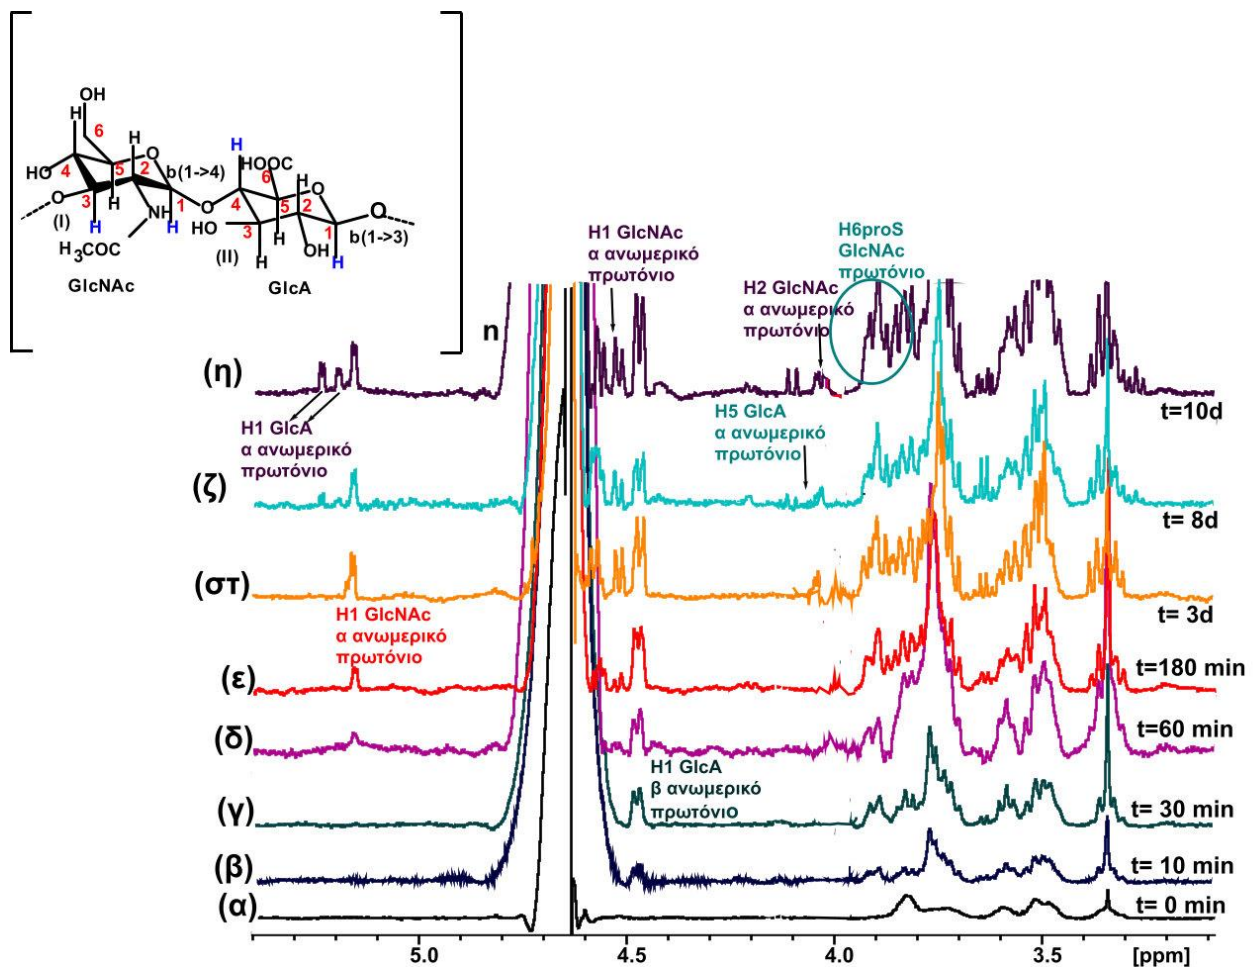 OH
H
6
H
O
HO
4
5
2
b(1->4)
O
3
H
1
(I)
H
NH
H
H₃COC
GlcNAc
H
HOOC
6
H
O
O
4
5
2
O
HO
3
H
1
b(1->3)
(II)
H
OH
H
GlcA
n
H1 GlcNAc
α ανωμερικό
πρωτόνιο
H2 GlcNAc
α ανωμερικό
πρωτόνιο
H6proS
GlcNAc
πρωτόνιο
(η)
t=10d
H1 GlcA
α ανωμερικό
πρωτόνιο
H5 GlcA
α ανωμερικό
πρωτόνιο
(ζ)
t= 8d
(στ)
t= 3d
H1 GlcNAc
α ανωμερικό
πρωτόνιο
(ε)
t=180 min
(δ)
t=60 min
H1 GlcA
β ανωμερικό
πρωτόνιο
(γ)
t= 30 min
(β)
t= 10 min
(α)
t= 0 min
5.0 4.5 4.0 3.5 [ppm]